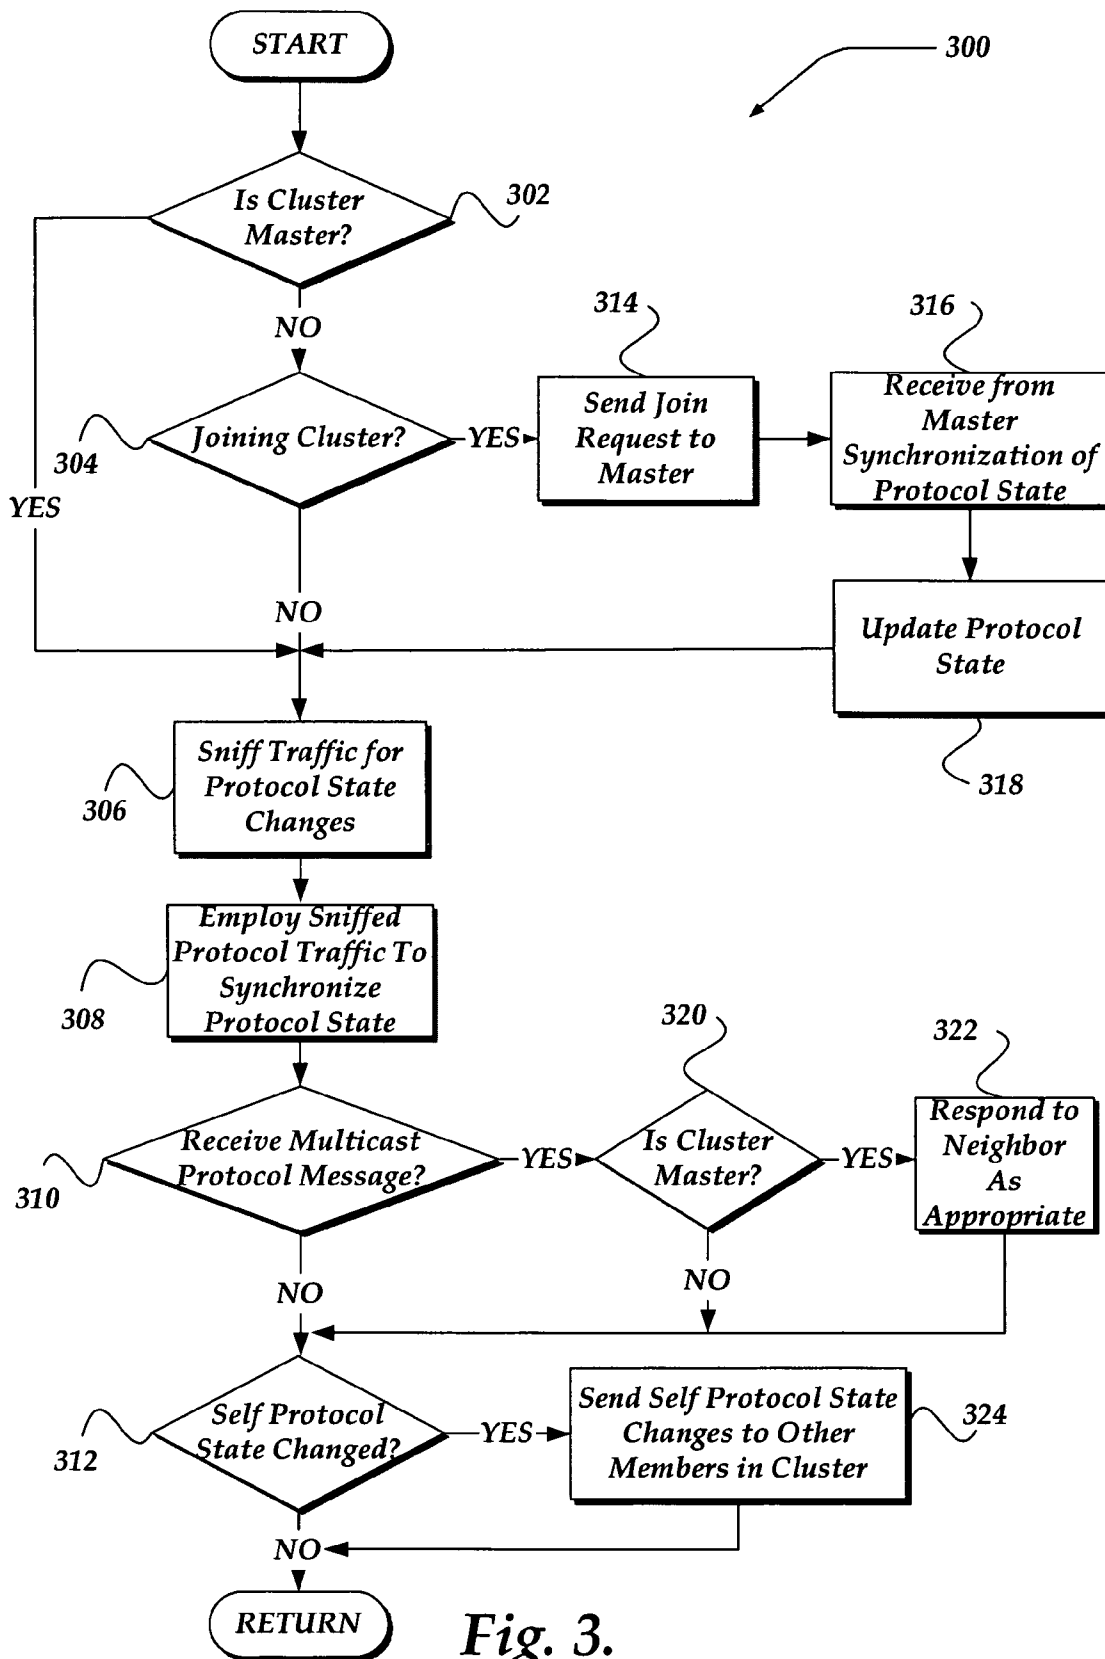 START
300
Is Cluster
Master?
302
NO
314
316
304
Joining Cluster?
YES
Send Join
Request to
Master
Receive from
Master
Synchronization of
Protocol State
YES
NO
Update Protocol
State
318
306
Sniff Traffic for
Protocol State
Changes
308
Employ Sniffed
Protocol Traffic To
Synchronize
Protocol State
320
322
310
Receive Multicast
Protocol Message?
YES
Is Cluster
Master?
YES
Respond to
Neighbor
As
Appropriate
NO
NO
312
Self Protocol
State Changed?
YES
Send Self Protocol State
Changes to Other
Members in Cluster
324
NO
RETURN
Fig. 3.